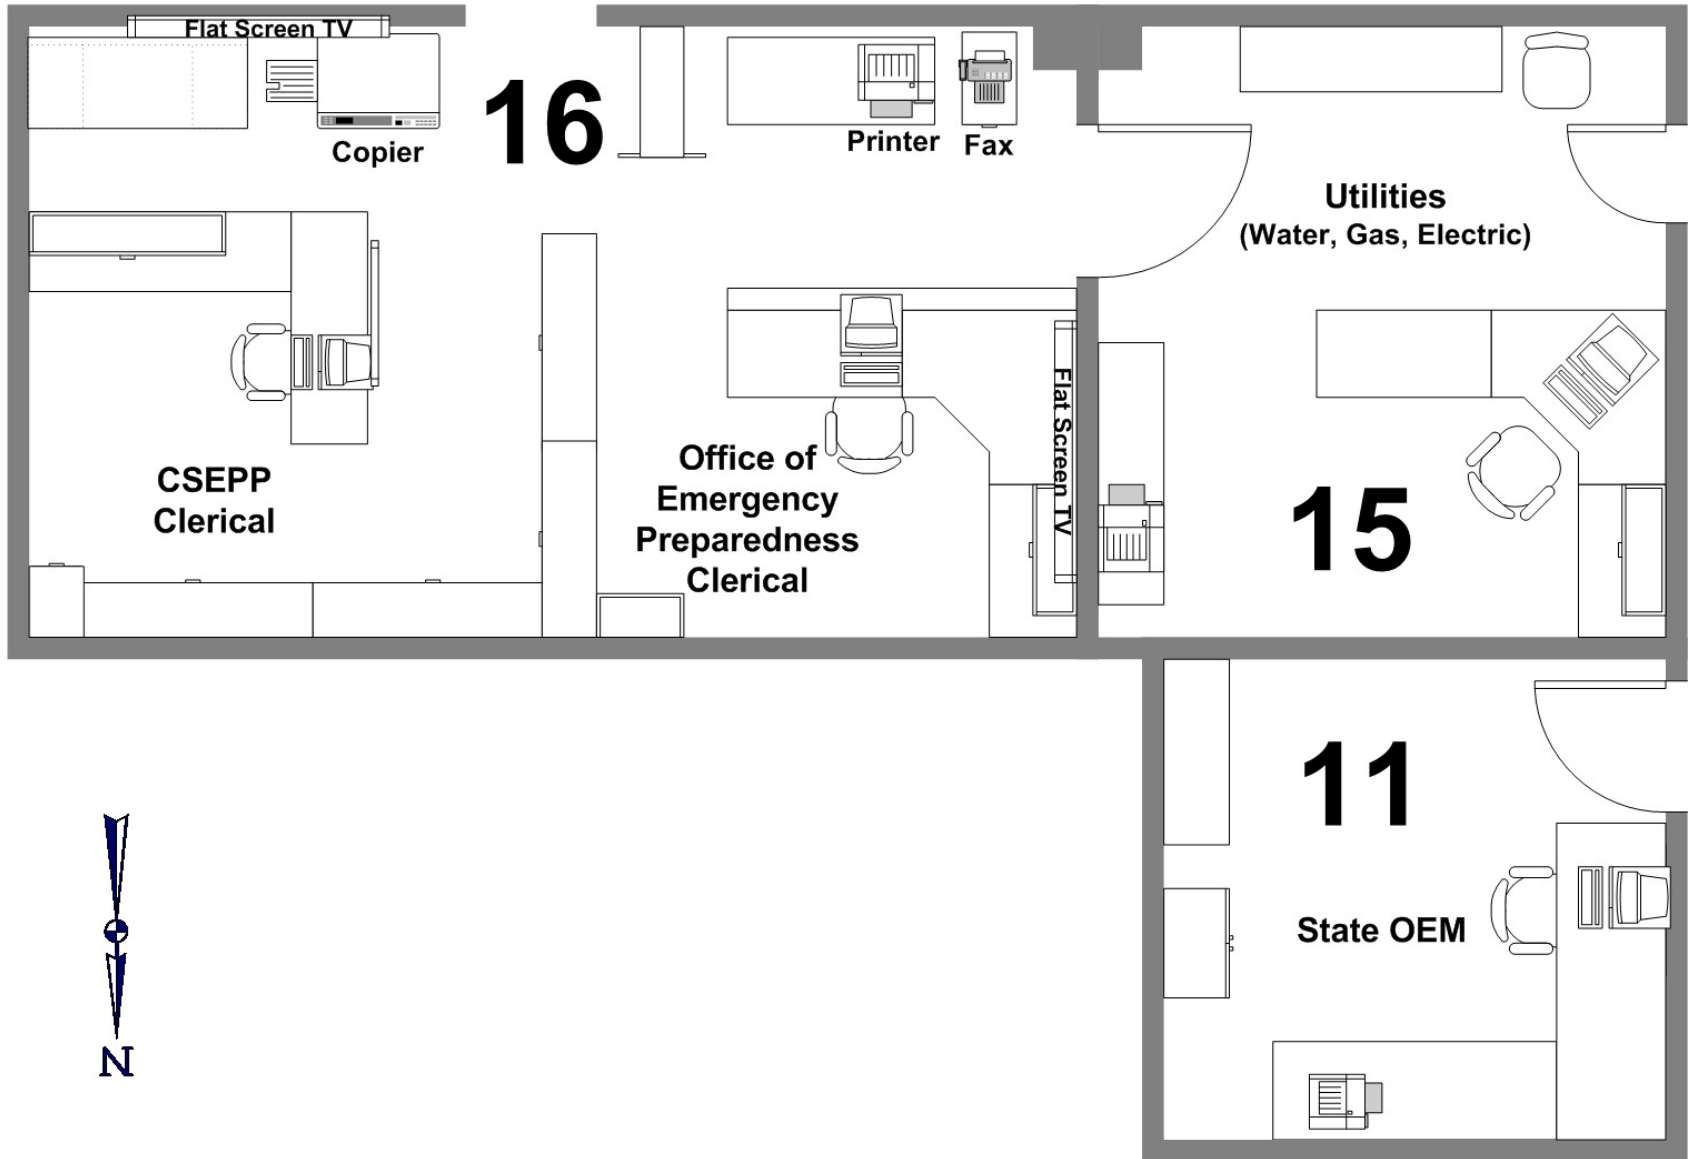 Flat Screen TV
16
Copier
Printer
Fax
Utilities
(Water, Gas, Electric)
CSEPP
Clerical
Office of
Emergency
Preparedness
Clerical
Flat Screen TV
15
11
State OEM
N